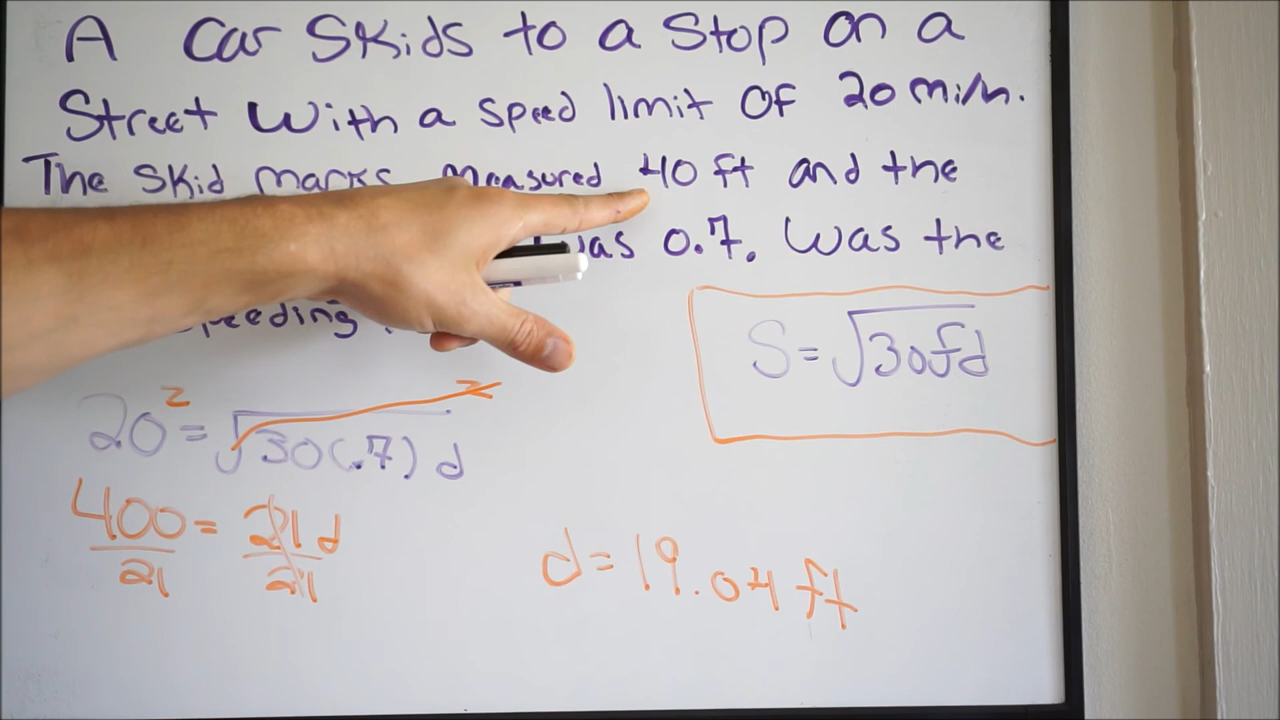 A car skids to a stop on a
Street with a speed limit of 20 mi/h.
The skid marks measured 40 ft and the
was 0.7. Was the
speeding?
S = √30fd
20² = √30(.7)d ²
400 = 21d
21 21
d = 19.04 ft